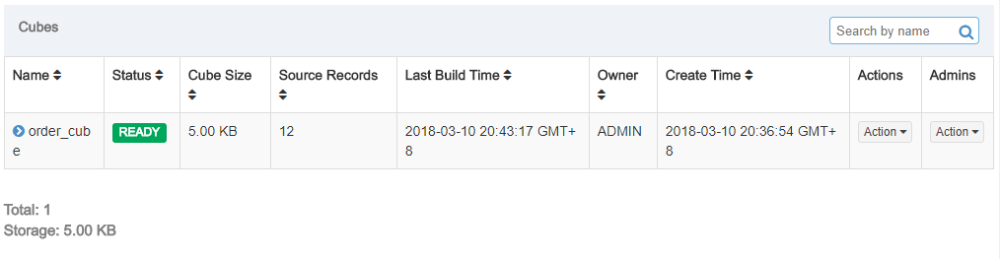 Cubes
Search by name
Name Status Cube Size Source Records Last Build Time Owner Create Time Actions Admins
order_cub READY 5.00 KB 12 2018-03-10 20:43:17 GMT+ ADMIN 2018-03-10 20:36:54 GMT+ Action Action
e 8 8
Total: 1
Storage: 5.00 KB